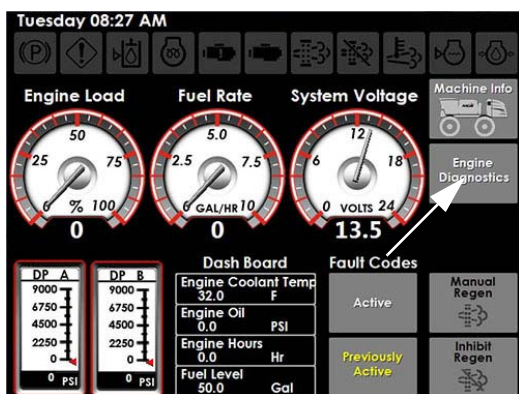 Tuesday 08:27 AM
Engine Load
50
25
75
0
%
100
0
Fuel Rate
5.0
2.5
7.5
0
GAL/HR
10
0
System Voltage
12
6
18
0
VOLTS
24
13.5
Machine Info
Engine
Diagnostics
DP A
9000
6750
4500
2250
0
0 PSI
DP B
9000
6750
4500
2250
0
0 PSI
Dash Board
Engine Coolant Temp
32.0 F
Engine Oil
0.0 PSI
Engine Hours
0.0 Hr
Fuel Level
50.0 Gal
Fault Codes
Active
Previously
Active
Manual
Regen
Inhibit
Regen